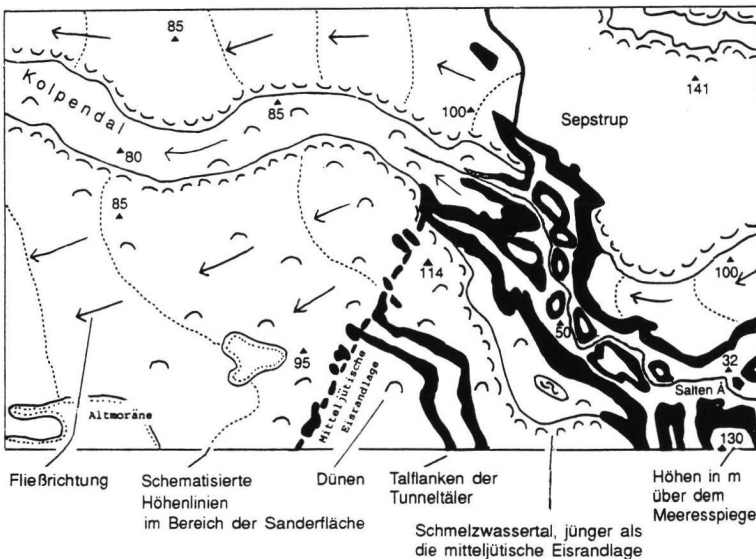 85
141
Kolpendal
85
100
Sepstrup
80
85
114
100
50
95
32
Mitteljütische
Eisrandlage
Salten Å
Altmoräne
130
Fließrichtung
Schematisierte
Höhenlinien
im Bereich der Sanderfläche
Dünen
Talflanken der
Tunneltäler
Schmelzwassertal, jünger als
die mitteljütische Eisrandlage
Höhen in m
über dem
Meeresspiege